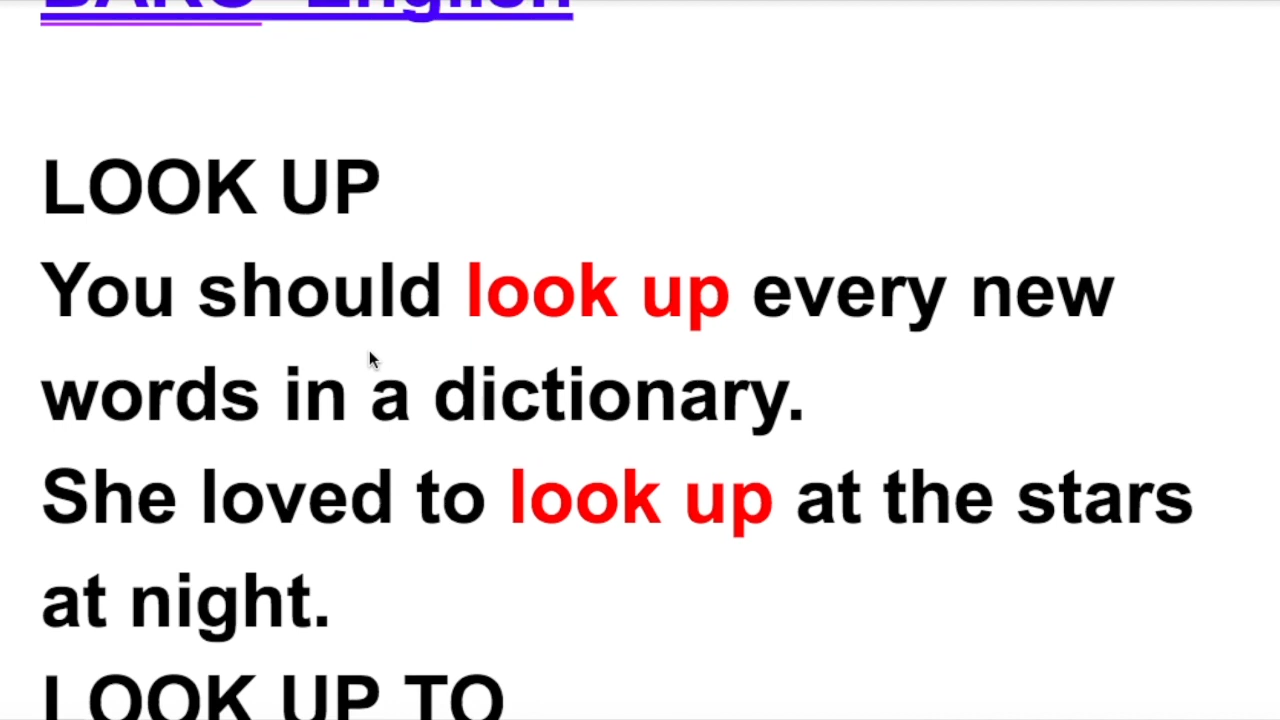 English
LOOK UP
You should look up every new
words in a dictionary.
She loved to look up at the stars
at night.
LOOK UP TO